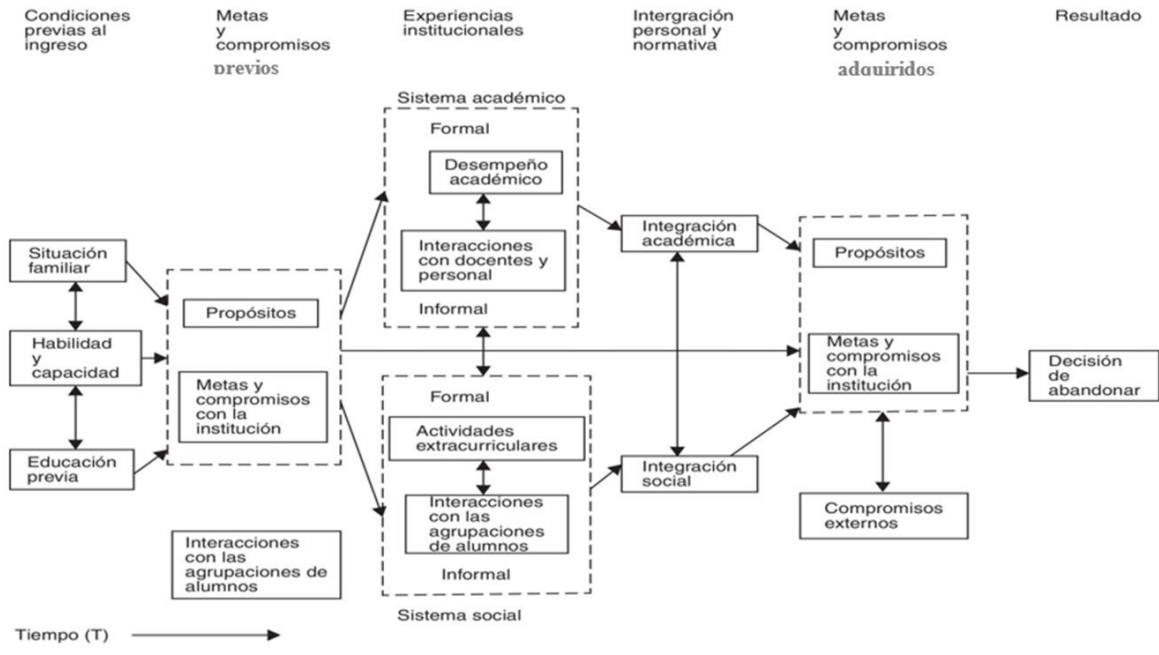 Condiciones
previas al
ingreso
Metas
y
compromisos
previos
Experiencias
institucionales
Intergración
personal y
normativa
Metas
y
compromisos
adquiridos
Resultado
Sistema académico
Formal
Desempeño
académico
Interacciones
con docentes y
personal
Informal
Situación
familiar
Habilidad
y
capacidad
Educación
previa
Propósitos
Metas y
compromisos
con la
institución
Interacciones
con las
agrupaciones de
alumnos
Formal
Actividades
extracurriculares
Interacciones
con las
agrupaciones
de alumnos
Informal
Sistema social
Integración
académica
Integración
social
Propósitos
Metas y
compromisos
con la
institución
Compromisos
externos
Decisión
de
abandonar
Tiempo (T)